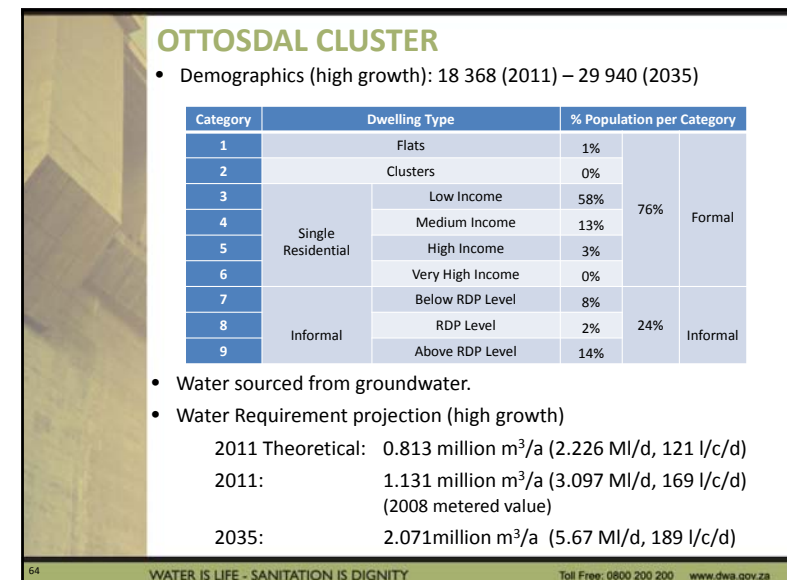 OTTOSDAL CLUSTER
• Demographics (high growth): 18 368 (2011) – 29 940 (2035)
Category Dwelling Type % Population per Category
1 Flats 1%
2 Clusters 0%
3 Low Income 58%
4 Medium Income 13%
5 High Income 3%
6 Very High Income 0%
Single
Residential
76% Formal
7 Below RDP Level 8%
8 RDP Level 2%
9 Above RDP Level 14%
Informal
24% Informal
• Water sourced from groundwater.
• Water Requirement projection (high growth)
2011 Theoretical: 0.813 million m³/a (2.226 Ml/d, 121 l/c/d)
2011: 1.131 million m³/a (3.097 Ml/d, 169 l/c/d)
(2008 metered value)
2035: 2.071million m³/a (5.67 Ml/d, 189 l/c/d)
64 WATER IS LIFE - SANITATION IS DIGNITY Toll Free: 0800 200 200 www.dwa.gov.za